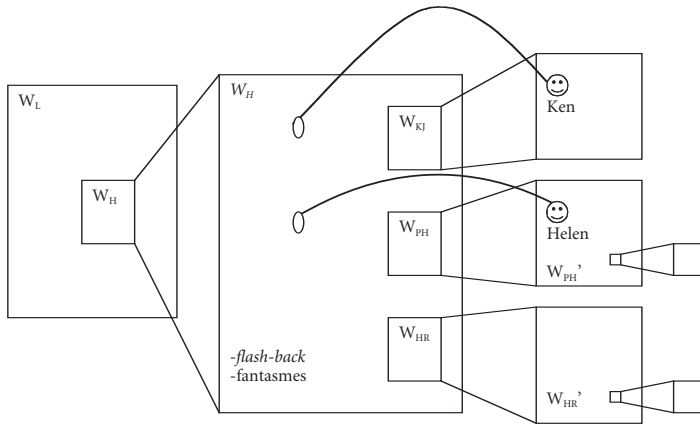 W_L
W_H
W_H
W_KJ
Ken
W_PH
Helen
W_PH’
-flash-back
-fantasmes
W_HR
W_HR’